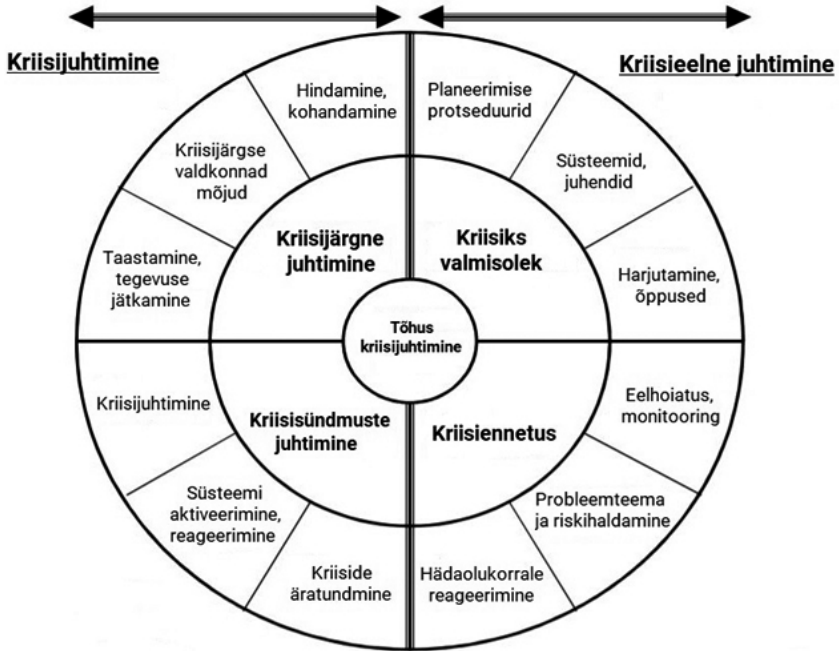 Kriisijuhtimine
Kriisieelne juhtimine
Hindamine,
kohandamine
Planeerimise
protseduurid
Kriisijärgse
valdkonnad
mõjud
Süsteemid,
juhendid
Taastamine,
tegevuse
jätkamine
Kriisijärgne
juhtimine
Kriisiks
valmisolek
Harjutamine,
õppused
Tõhus
kriisijuhtimine
Kriisijuhtimine
Kriisisündmuste
juhtimine
Kriisiennetus
Eelhoiatus,
monitooring
Süsteemi
aktiveerimine,
reageerimine
Probleemteema
ja riskihaldamine
Kriiside
äratundmine
Hädaolukorrale
reageerimine